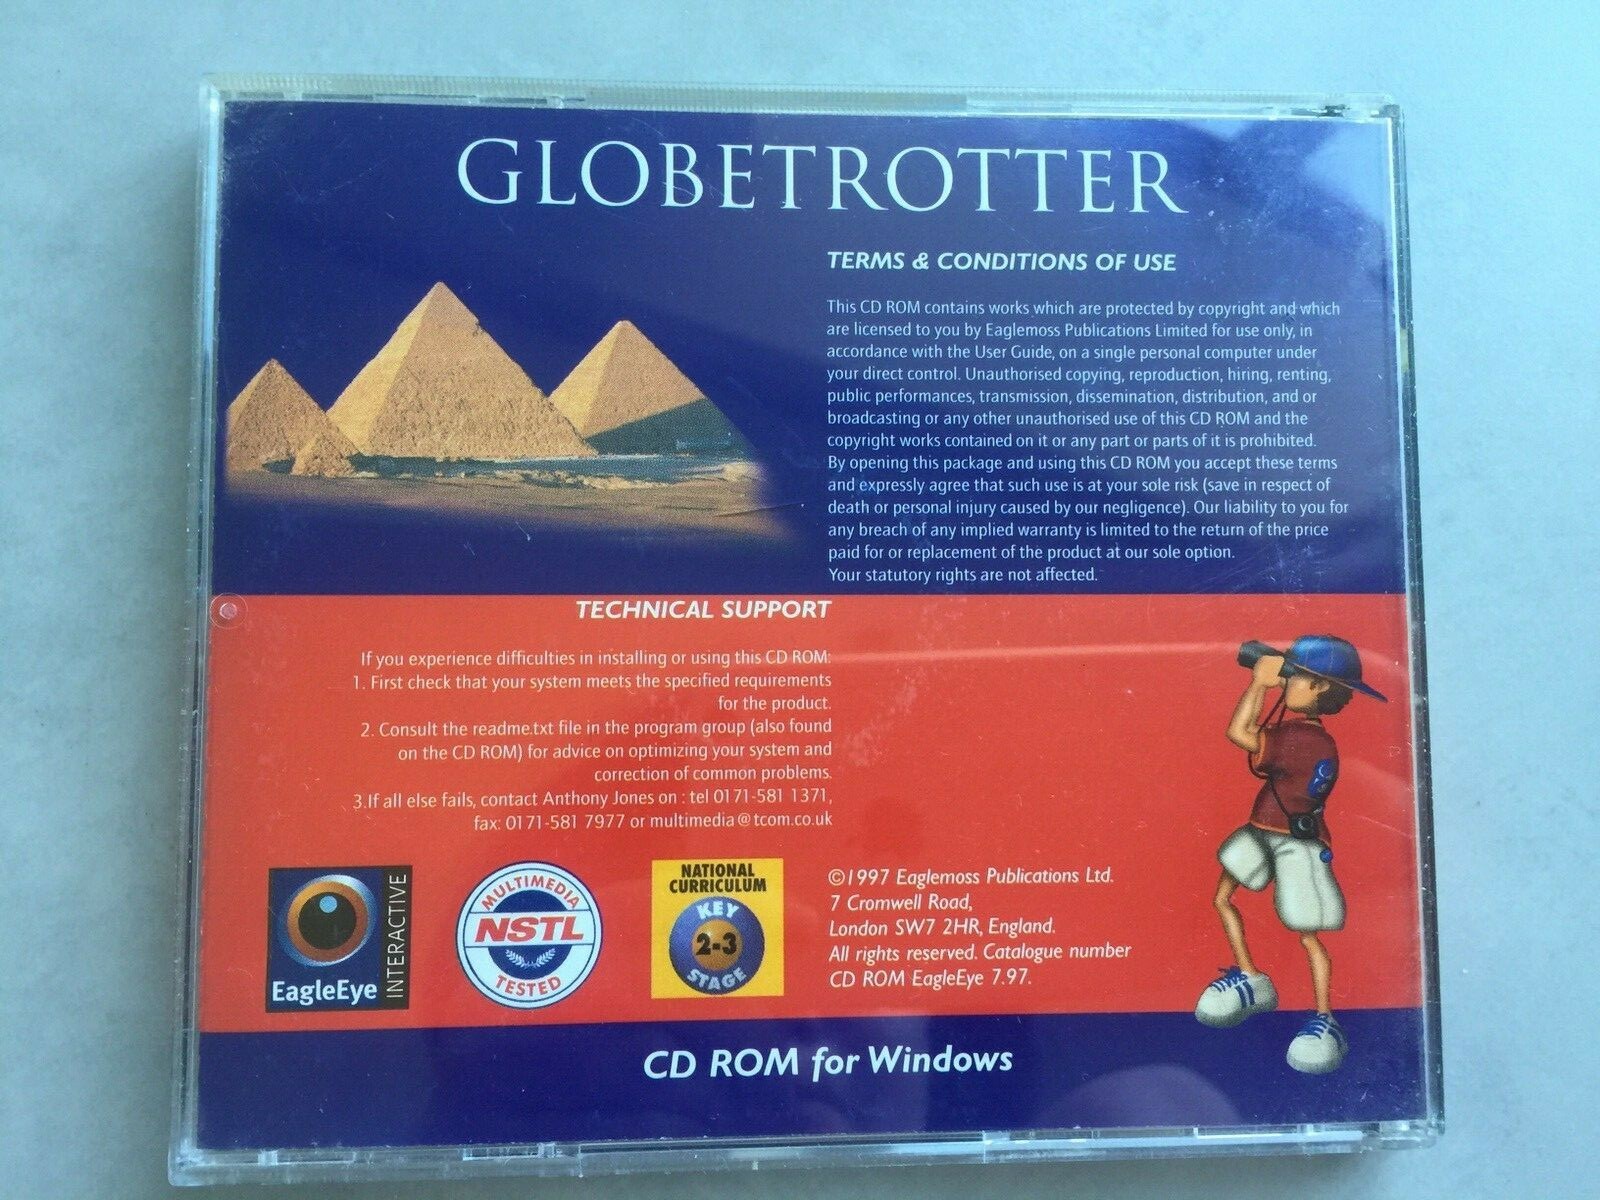 GLOBETROTTER
TERMS & CONDITIONS OF USE
This CD ROM contains works which are protected by copyright and which
are licensed to you by Eaglemoss Publications Limited for use only, in
accordance with the User Guide, on a single personal computer under
your direct control. Unauthorised copying, reproduction, hiring, renting,
public performances, transmission, dissemination, distribution, and or
broadcasting or any other unauthorised use of this CD ROM and the
copyright works contained on it or any part or parts of it is prohibited.
By opening this package and using this CD ROM you accept these terms
and expressly agree that such use is at your sole risk (save in respect of
death or personal injury caused by our negligence). Our liability to you for
any breach of any implied warranty is limited to the return of the price
paid for or replacement of the product at our sole option.
Your statutory rights are not affected.
TECHNICAL SUPPORT
If you experience difficulties in installing or using this CD ROM:
1. First check that your system meets the specified requirements
for the product.
2. Consult the readme.txt file in the program group (also found
on the CD ROM) for advice on optimizing your system and
correction of common problems.
3.If all else fails, contact Anthony Jones on : tel 0171-581 1371,
fax: 0171-581 7977 or multimedia@tcom.co.uk
EagleEye
INTERACTIVE
MULTIMEDIA
NSTL
TESTED
NATIONAL
CURRICULUM
KEY
2-3
STAGE
©1997 Eaglemoss Publications Ltd.
7 Cromwell Road,
London SW7 2HR, England.
All rights reserved. Catalogue number
CD ROM EagleEye 7.97.
CD ROM for Windows